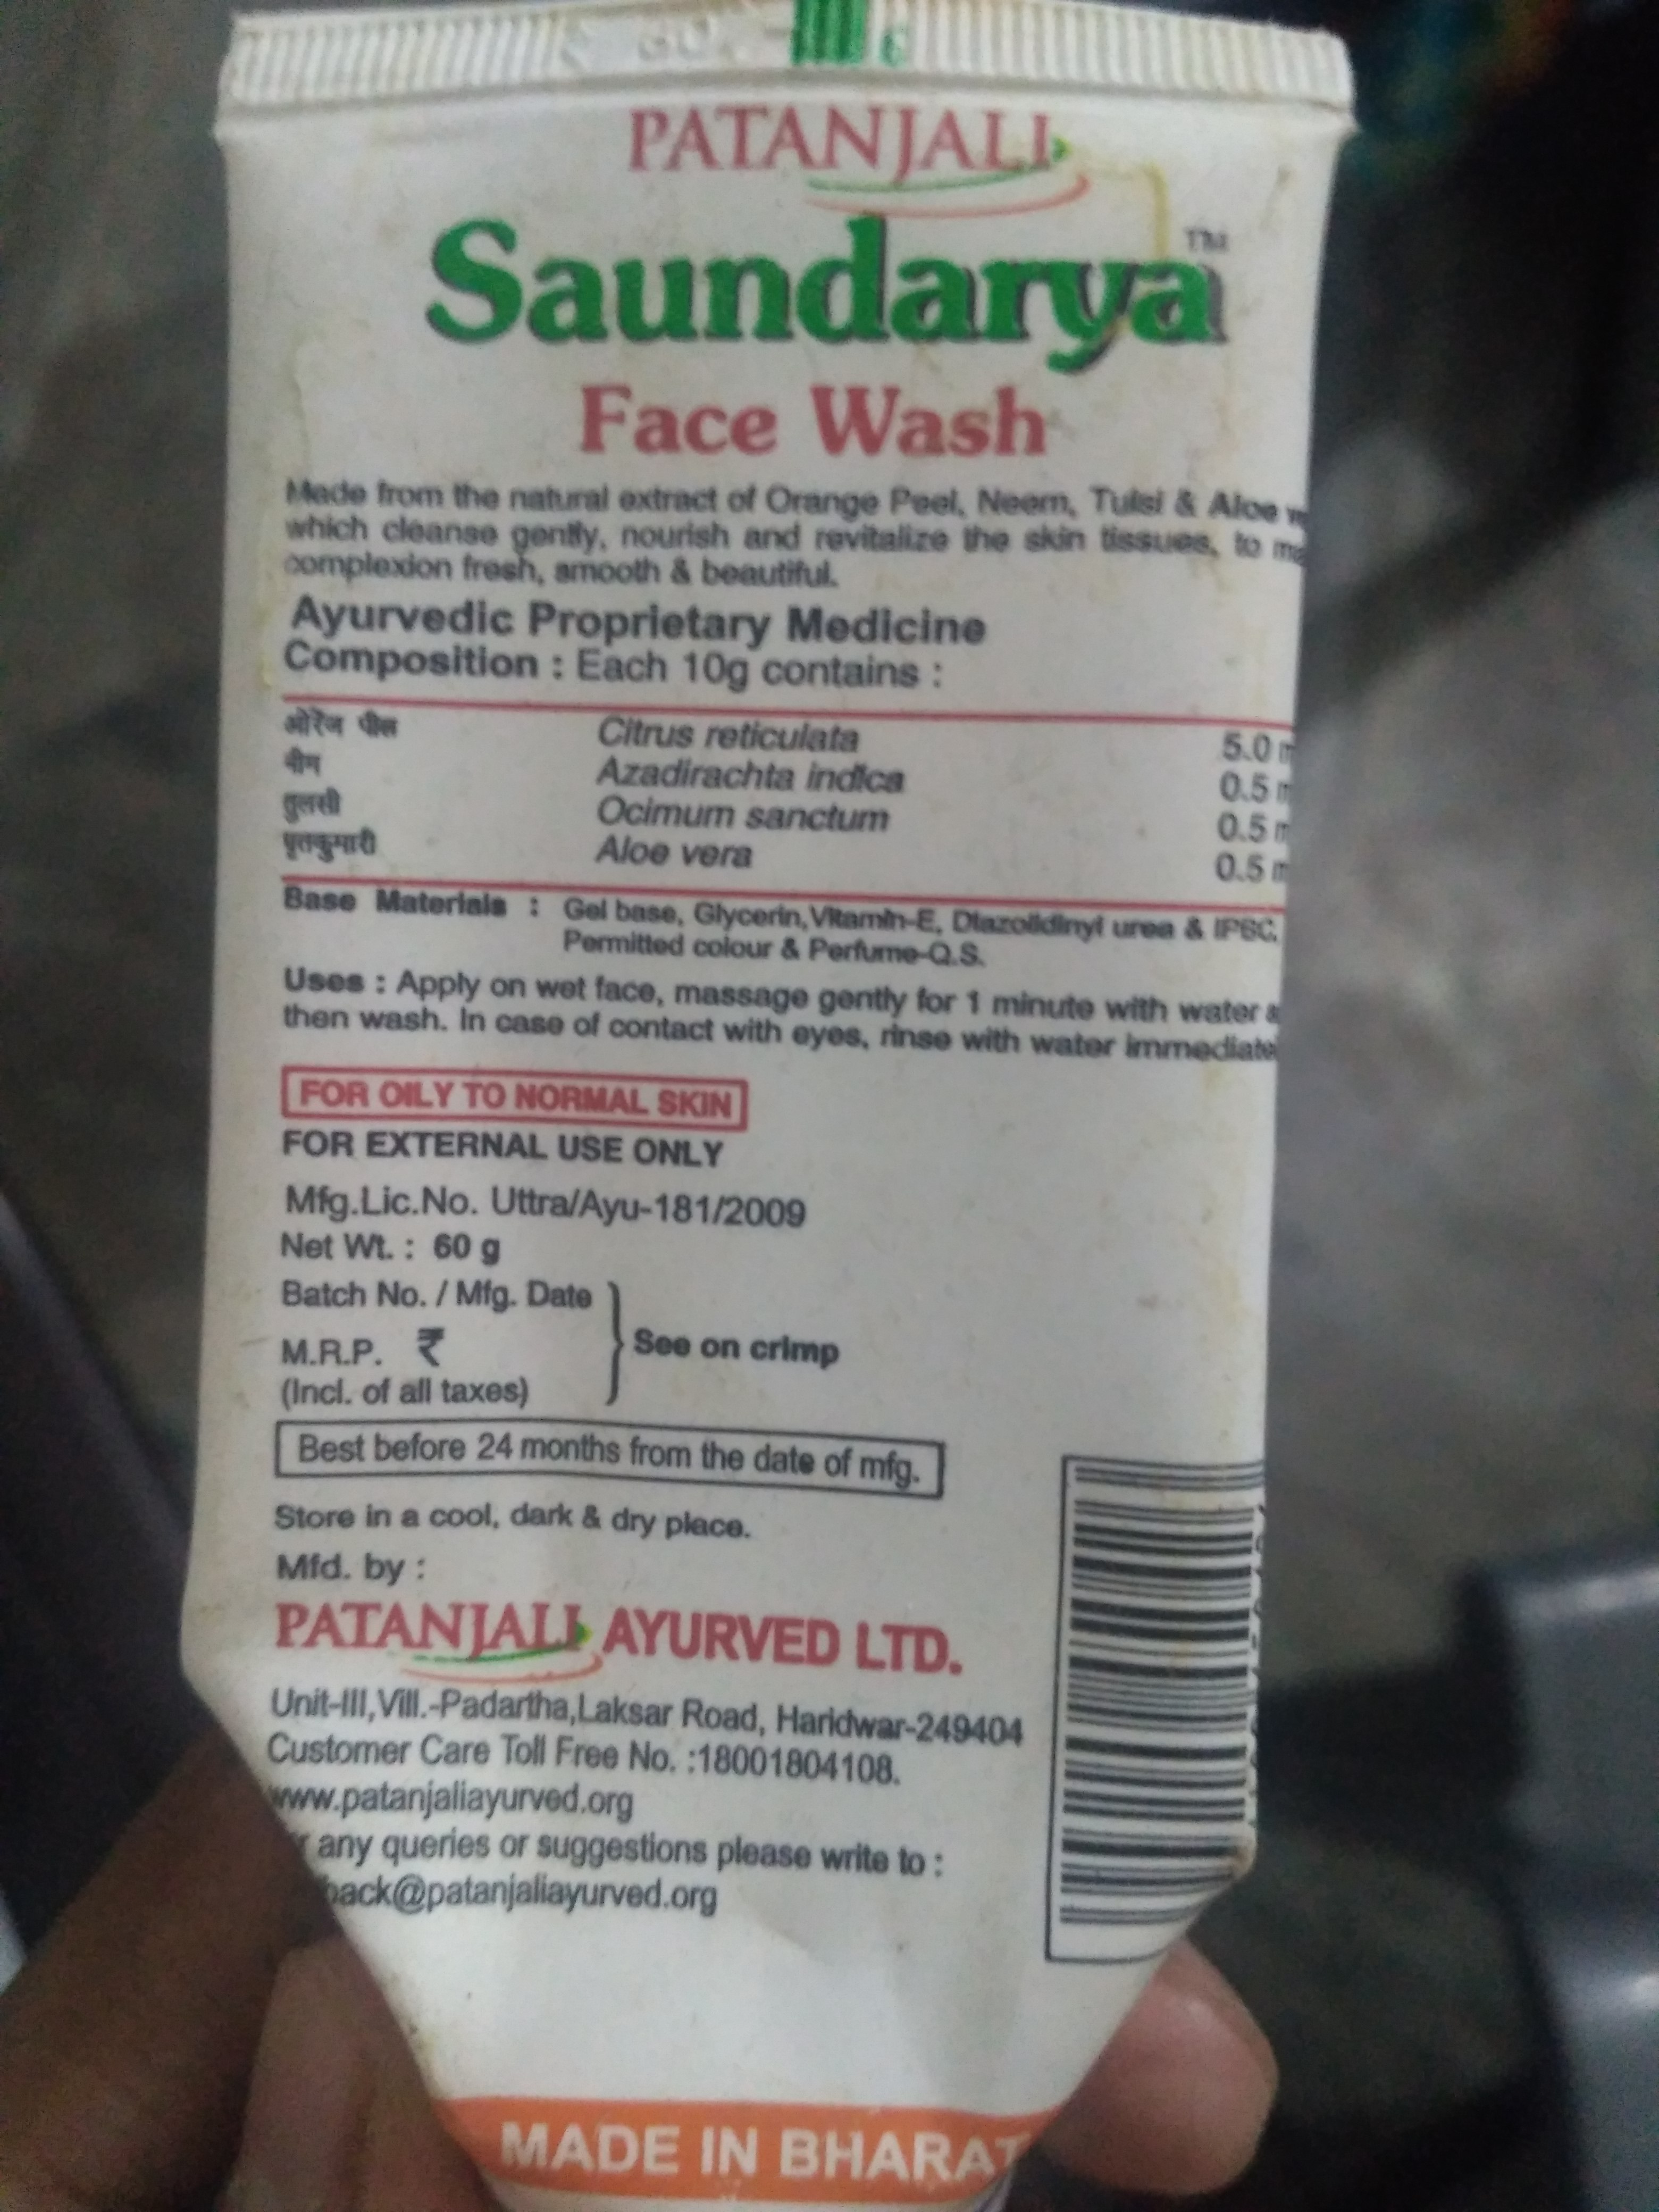 PATANJALI
Saundarya™
Face Wash
Made from the natural extract of Orange Peel, Neem, Tulsi & Aloe
which cleanse gently, nourish and revitalize the skin tissues, to
complexion fresh, smooth & beautiful.
Ayurvedic Proprietary Medicine
Composition : Each 10g contains :
ओरेंज पील Citrus reticulata 5.0
नीम Azadirachta indica 0.5
तुलसी Ocimum sanctum 0.5
घृतकुमारी Aloe vera 0.5
Base Materials : Gel base, Glycerin, Vitamin-E, Diazolidinyl urea & IPBC,
Permitted colour & Perfume-Q.S.
Uses : Apply on wet face, massage gently for 1 minute with water
then wash. In case of contact with eyes, rinse with water immediate
FOR OILY TO NORMAL SKIN
FOR EXTERNAL USE ONLY
Mfg.Lic.No. Uttra/Ayu-181/2009
Net Wt. : 60 g
Batch No. / Mfg. Date
M.R.P. ₹
(Incl. of all taxes)
See on crimp
Best before 24 months from the date of mfg.
Store in a cool, dark & dry place.
Mfd. by :
PATANJALI AYURVED LTD.
Unit-III,Vill.-Padartha,Laksar Road, Haridwar-249404
Customer Care Toll Free No. :18001804108.
www.patanjaliayurved.org
any queries or suggestions please write to :
back@patanjaliayurved.org
MADE IN BHARAT